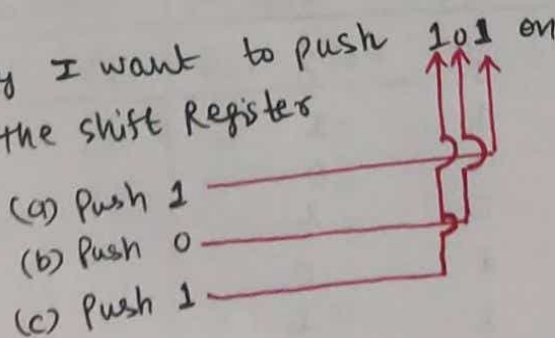 I want to push 101 on
the shift Register
(a) Push 1
(b) Push 0
(c) Push 1